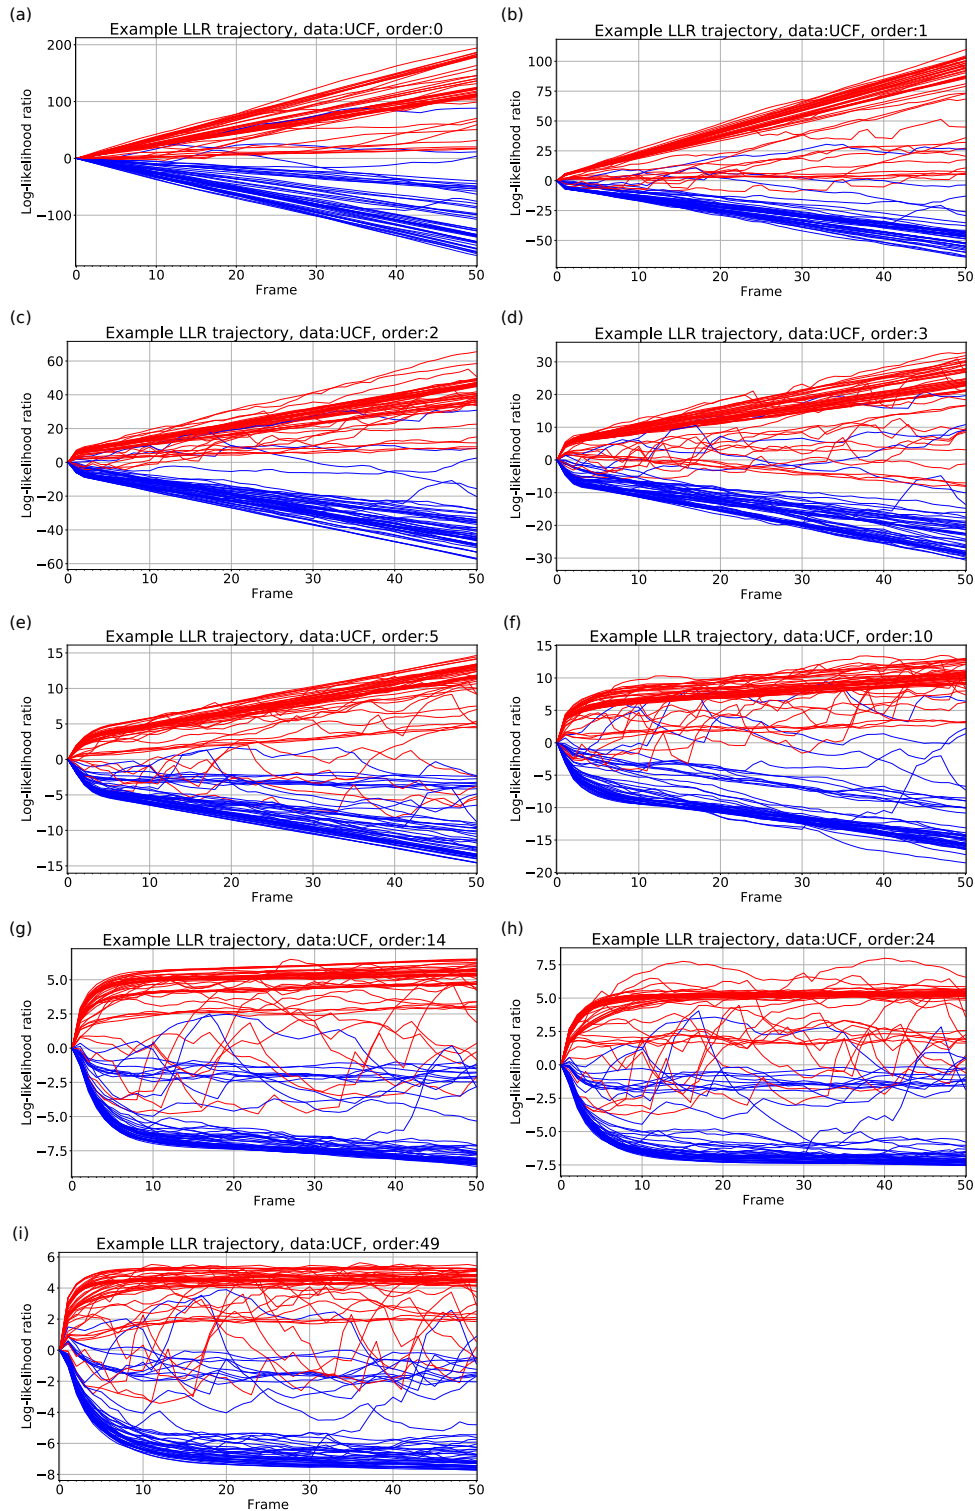 (a)
Example LLR trajectory, data:UCF, order:0
200
100
0
−100
Log-likelihood ratio
0 10 20 30 40 50
Frame
(b)
Example LLR trajectory, data:UCF, order:1
100
75
50
25
0
−25
−50
Log-likelihood ratio
0 10 20 30 40 50
Frame
(c)
Example LLR trajectory, data:UCF, order:2
60
40
20
0
−20
−40
−60
Log-likelihood ratio
0 10 20 30 40 50
Frame
(d)
Example LLR trajectory, data:UCF, order:3
30
20
10
0
−10
−20
−30
Log-likelihood ratio
0 10 20 30 40 50
Frame
(e)
Example LLR trajectory, data:UCF, order:5
15
10
5
0
−5
−10
−15
Log-likelihood ratio
0 10 20 30 40 50
Frame
(f)
Example LLR trajectory, data:UCF, order:10
15
10
5
0
−5
−10
−15
−20
Log-likelihood ratio
0 10 20 30 40 50
Frame
(g)
Example LLR trajectory, data:UCF, order:14
5.0
2.5
0.0
−2.5
−5.0
−7.5
Log-likelihood ratio
0 10 20 30 40 50
Frame
(h)
Example LLR trajectory, data:UCF, order:24
7.5
5.0
2.5
0.0
−2.5
−5.0
−7.5
Log-likelihood ratio
0 10 20 30 40 50
Frame
(i)
Example LLR trajectory, data:UCF, order:49
6
4
2
0
−2
−4
−6
−8
Log-likelihood ratio
0 10 20 30 40 50
Frame